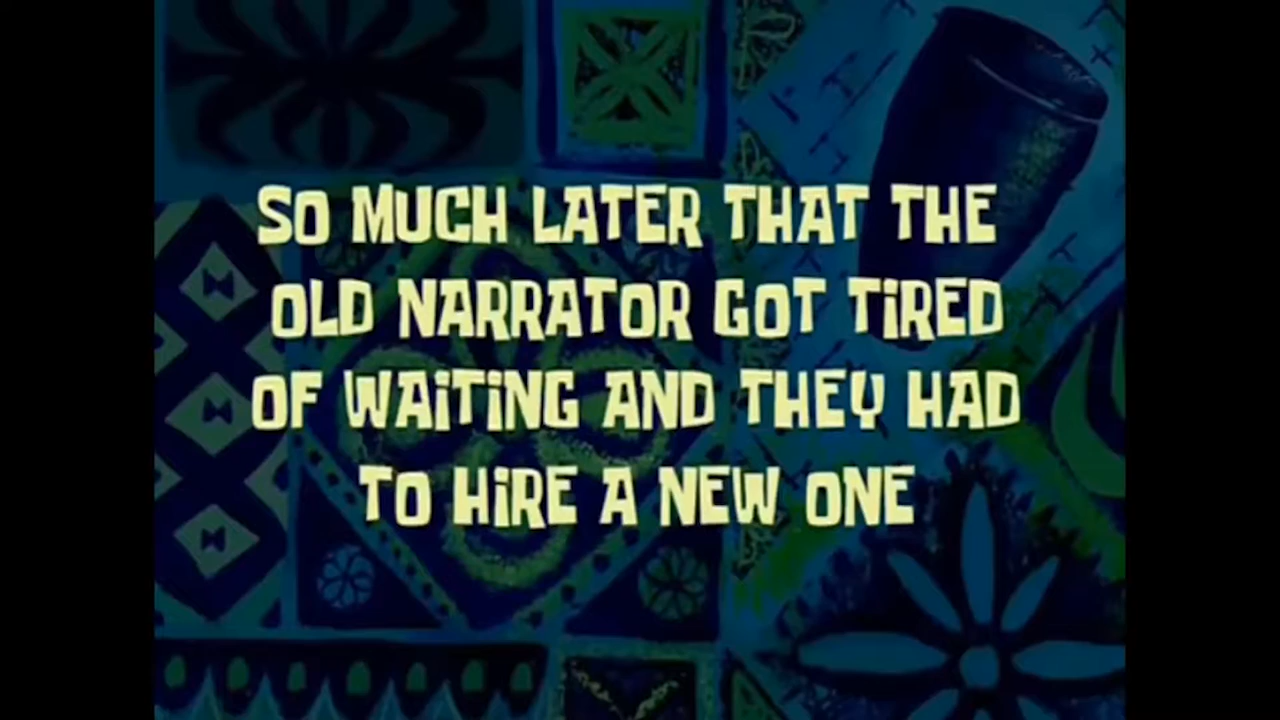 SO MUCH LATER THAT THE
OLD NARRATOR GOT TiRED
OF WAiTiNG AND THEY HAD
TO HiRE A NEW ONE